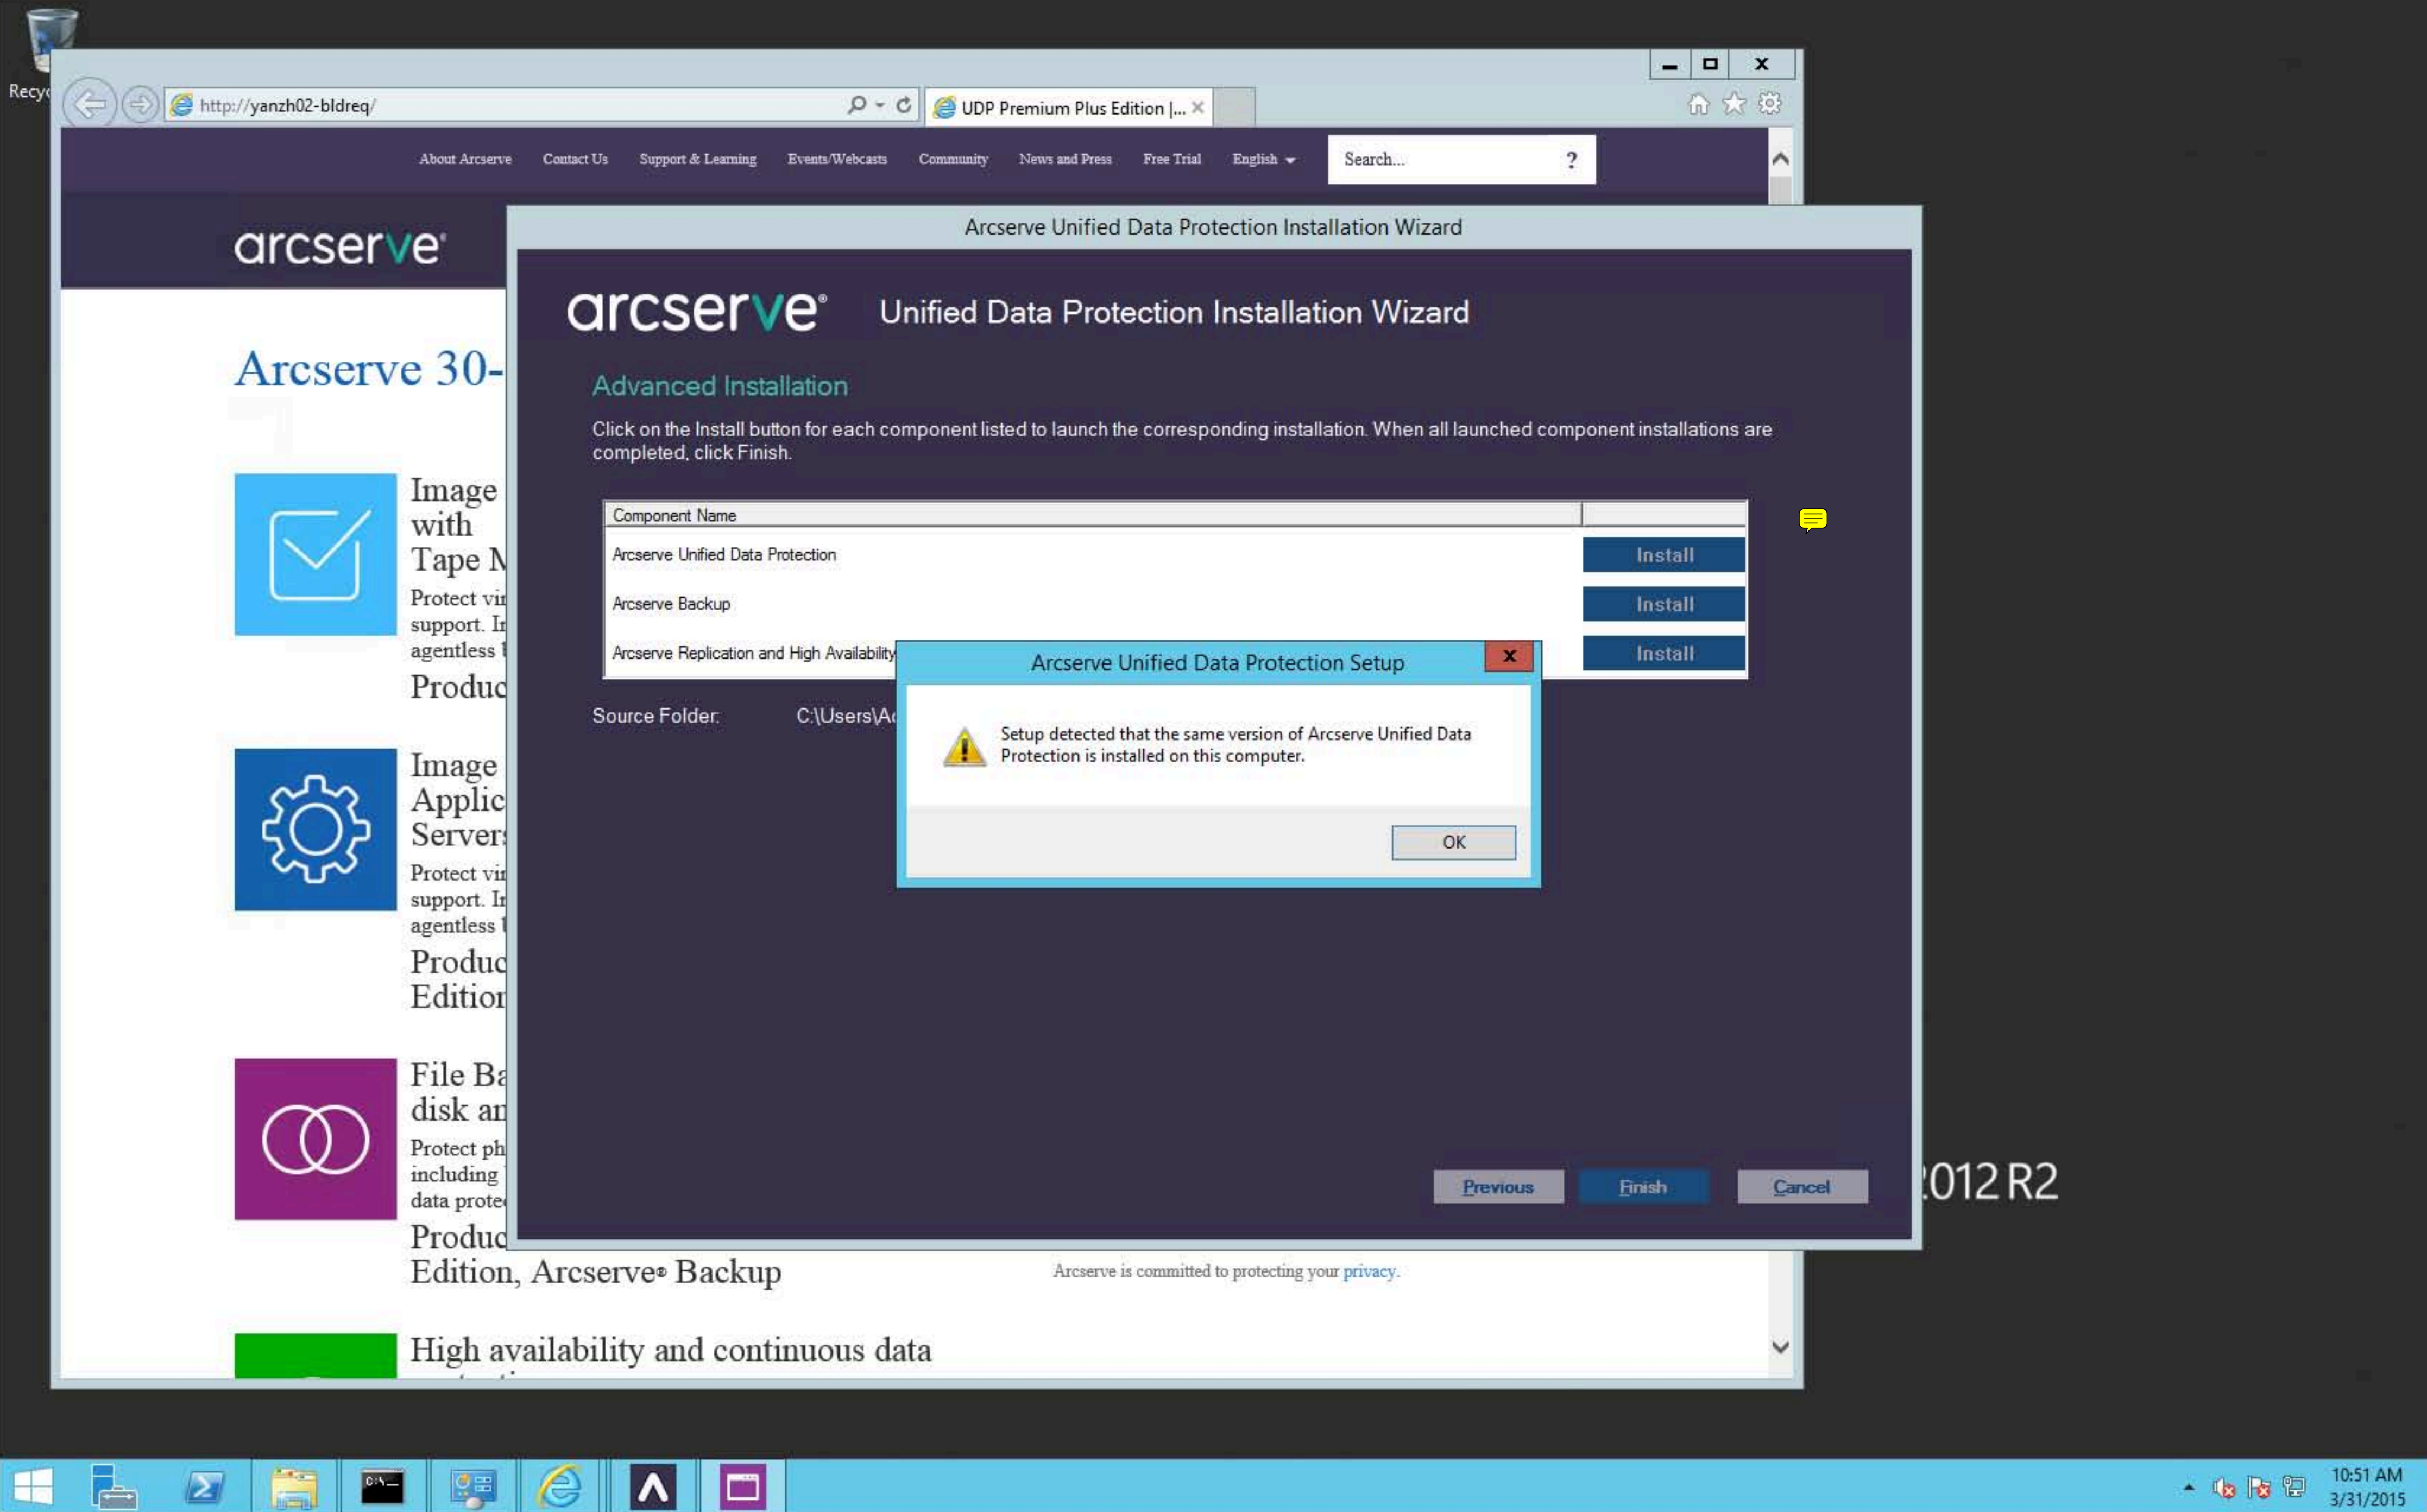 Recy
http://yanzh02-bldreq/
UDP Premium Plus Edition |...
About Arcserve Contact Us Support & Learning Events/Webcasts Community News and Press Free Trial English Search... ?
arcserve
Arcserve Unified Data Protection Installation Wizard
arcserve® Unified Data Protection Installation Wizard
Arcserve 30-
Advanced Installation
Click on the Install button for each component listed to launch the corresponding installation. When all launched component installations are
completed, click Finish.
Component Name
Arcserve Unified Data Protection Install
Arcserve Backup Install
Arcserve Replication and High Availability Install
Source Folder: C:\Users\A
Arcserve Unified Data Protection Setup
Setup detected that the same version of Arcserve Unified Data
Protection is installed on this computer.
OK
Previous Finish Cancel
Image
with
Tape
Protect vir
support. In
agentless
Produc
Image
Applic
Servers
Protect vir
support. In
agentless
Produc
Edition
File Ba
disk an
Protect ph
including
data prote
Produc
Edition, Arcserve® Backup
Arcserve is committed to protecting your privacy.
High availability and continuous data
2012 R2
10:51 AM
3/31/2015